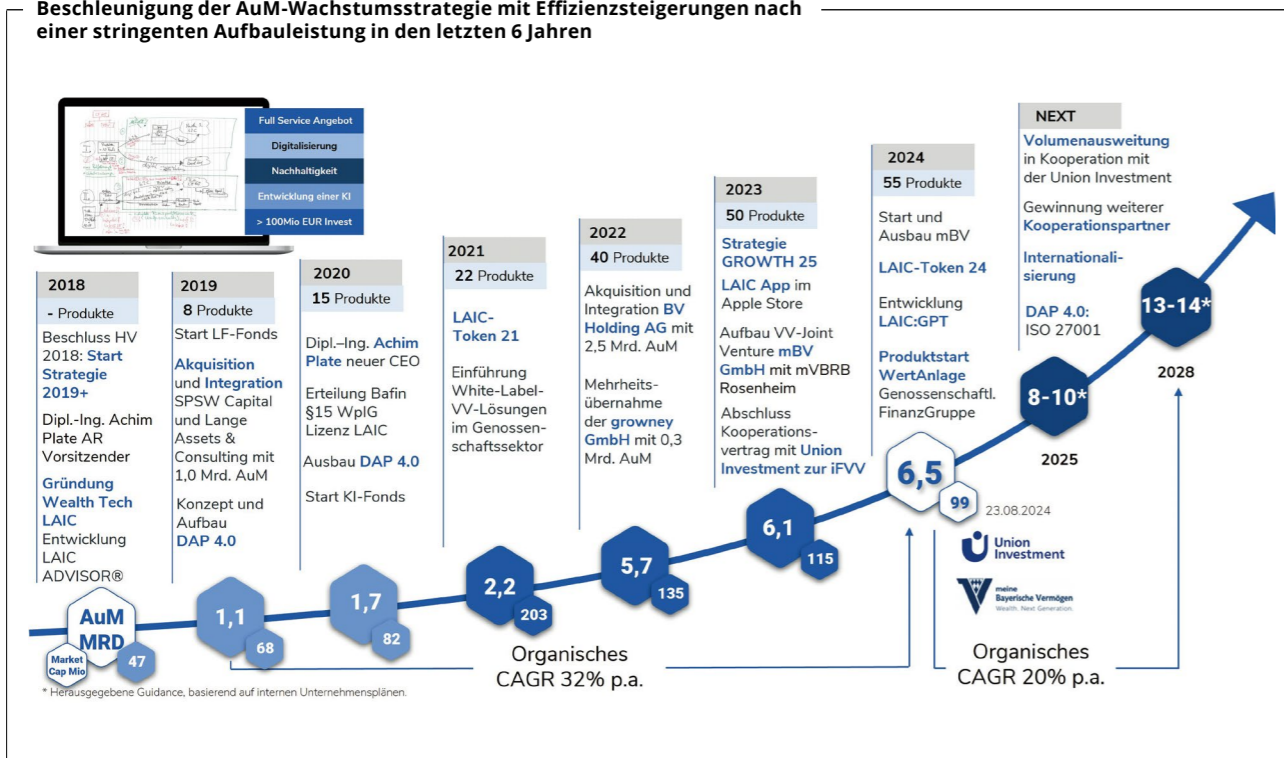 Beschleunigung der AuM-Wachstumsstrategie mit Effizienzsteigerungen nach
einer stringenten Aufbauleistung in den letzten 6 Jahren
Full Service Angebot
Digitalisierung
Nachhaltigkeit
Entwicklung einer KI
> 100Mio EUR Invest
2018
- Produkte
Beschluss HV
2018: Start
Strategie
2019+
Dipl.-Ing. Achim
Plate AR
Vorsitzender
Gründung
Wealth Tech
LAIC
Entwicklung
LAIC
ADVISOR®
AuM
MRD
Market
Cap Mio
47
2019
8 Produkte
Start LF-Fonds
Akquisition
und Integration
SPSW Capital
und Lange
Assets &
Consulting mit
1,0 Mrd. AuM
Konzept und
Aufbau
DAP 4.0
1,1
68
2020
15 Produkte
Dipl.–Ing. Achim
Plate neuer CEO
Erteilung Bafin
§15 WpIG
Lizenz LAIC
Ausbau DAP 4.0
Start KI-Fonds
1,7
82
2021
22 Produkte
LAIC-
Token 21
Einführung
White-Label-
VV-Lösungen
im Genossen-
schaftssektor
2,2
203
2022
40 Produkte
Akquisition und
Integration BV
Holding AG mit
2,5 Mrd. AuM
Mehrheits-
übernahme
der growney
GmbH mit 0,3
Mrd. AuM
5,7
135
2023
50 Produkte
Strategie
GROWTH 25
LAIC App im
Apple Store
Aufbau VV-Joint
Venture mBV
GmbH mit mVBRB
Rosenheim
Abschluss
Kooperations-
vertrag mit Union
Investment zur iFVV
6,1
115
2024
55 Produkte
Start und
Ausbau mBV
LAIC-Token 24
Entwicklung
LAIC:GPT
Produktstart
WertAnlage
Genossenschaftl.
FinanzGruppe
6,5
99
23.08.2024
Union
Investment
meine
Bayerische Vermögen
Wealth. Next Generation.
NEXT
Volumenausweitung
in Kooperation mit
der Union Investment
Gewinnung weiterer
Kooperationspartner
Internationali-
sierung
DAP 4.0:
ISO 27001
8-10*
2025
13-14*
2028
Organisches
CAGR 32% p.a.
Organisches
CAGR 20% p.a.
* Herausgegebene Guidance, basierend auf internen Unternehmensplänen.